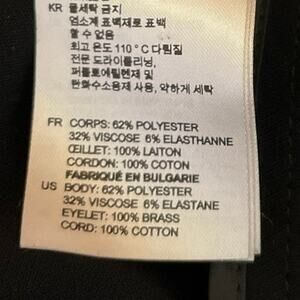 KR 물세탁 금지
염소계 표백제로 표백
할 수 없음
최고 온도 110°C 다림질
전문 드라이클리닝,
퍼클로에틸렌제 및
탄화수소용제 사용, 약하게 세탁
FR CORPS: 62% POLYESTER
32% VISCOSE 6% ELASTHANNE
ŒILLET: 100% LAITON
CORDON: 100% COTON
FABRIQUÉ EN BULGARIE
US BODY: 62% POLYESTER
32% VISCOSE 6% ELASTANE
EYELET: 100% BRASS
CORD: 100% COTTON